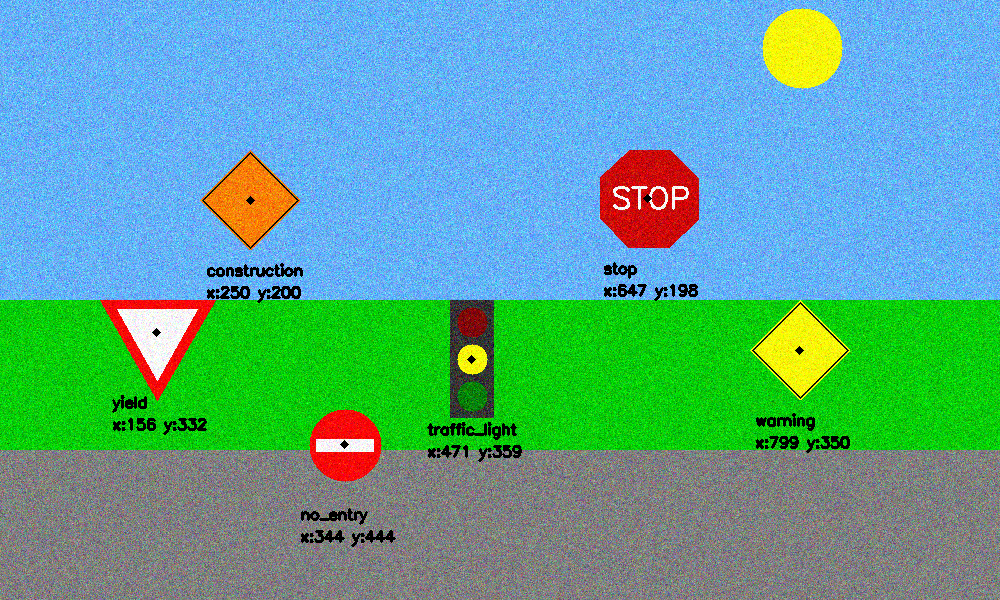 STOP
construction
x:250 y:200
stop
x:647 y:198
yield
x:156 y:332
traffic_light
x:471 y:359
warning
x:799 y:350
no_entry
x:344 y:444